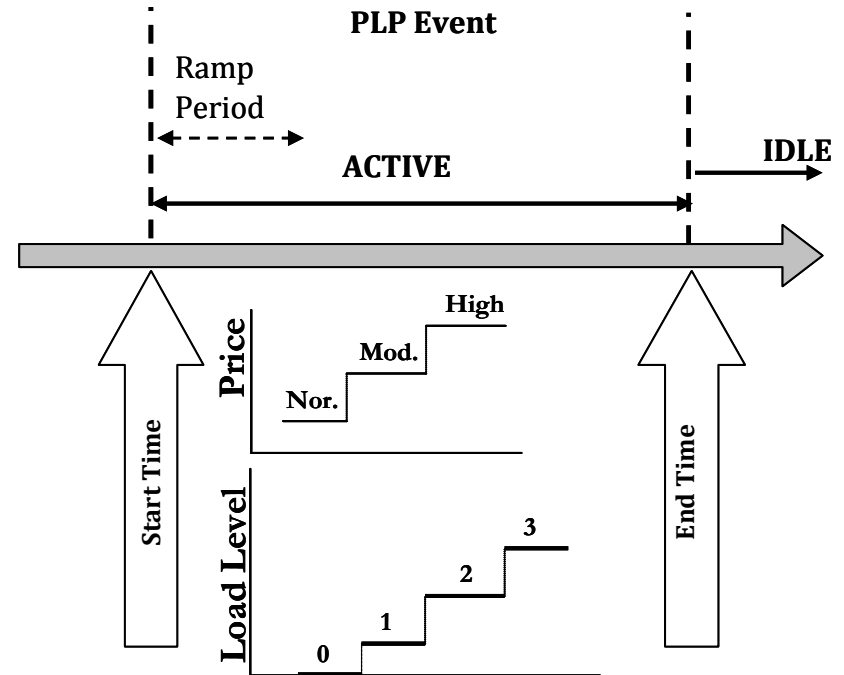 PLP Event
Ramp
Period
IDLE
ACTIVE
High
Mod.
Nor.
Price
Start Time
End Time
Load Level
3
2
1
0